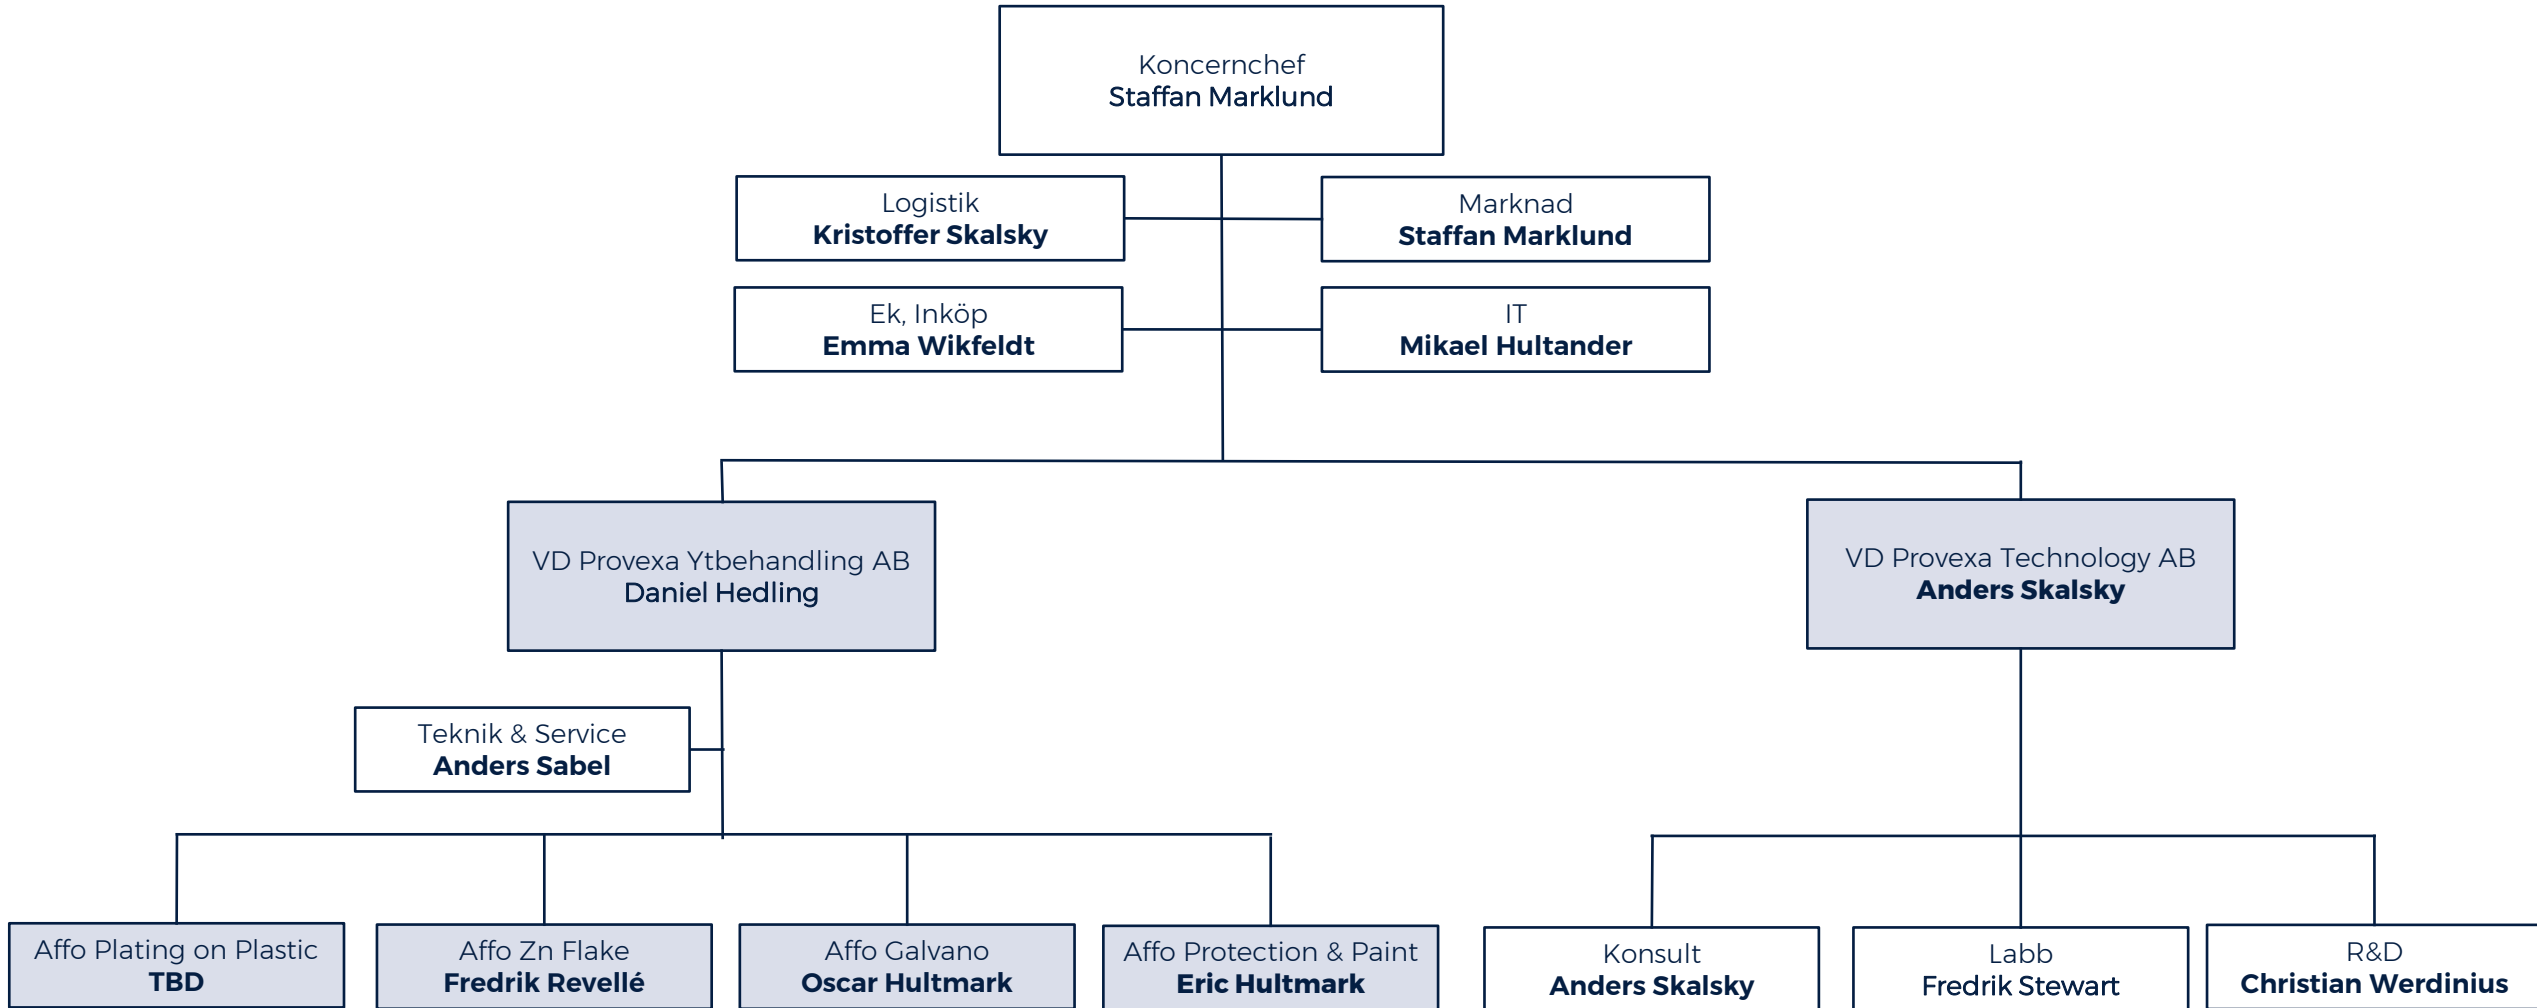 Koncernchef
Staffan Marklund
Logistik
Kristoffer Skalsky
Marknad
Staffan Marklund
Ek, Inköp
Emma Wikfeldt
IT
Mikael Hultander
VD Provexa Ytbehandling AB
Daniel Hedling
VD Provexa Technology AB
Anders Skalsky
Teknik & Service
Anders Sabel
Affo Plating on Plastic
TBD
Affo Zn Flake
Fredrik Revellé
Affo Galvano
Oscar Hultmark
Affo Protection & Paint
Eric Hultmark
Konsult
Anders Skalsky
Labb
Fredrik Stewart
R&D
Christian Werdinius